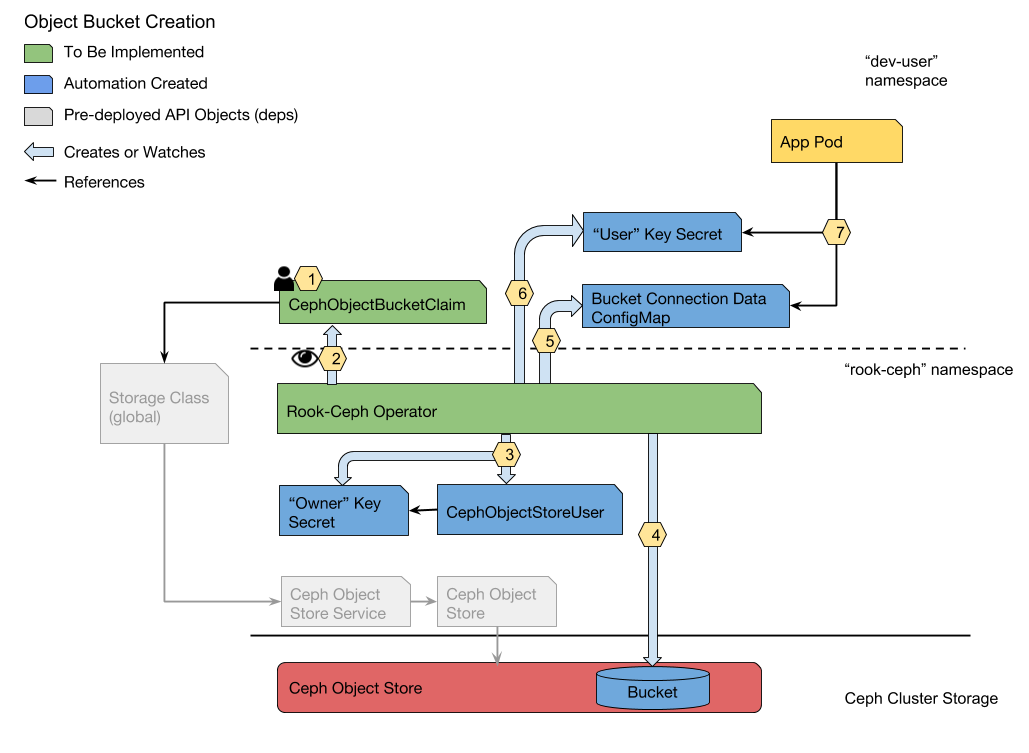 Object Bucket Creation
To Be Implemented
Automation Created
Pre-deployed API Objects (deps)
Creates or Watches
References
“dev-user”
namespace
App Pod
“User” Key Secret
7
1
CephObjectBucketClaim
6
Bucket Connection Data
ConfigMap
5
2
“rook-ceph” namespace
Storage Class
(global)
Rook-Ceph Operator
3
“Owner” Key
Secret
CephObjectStoreUser
4
Ceph Object
Store Service
Ceph Object
Store
Ceph Object Store
Bucket
Ceph Cluster Storage